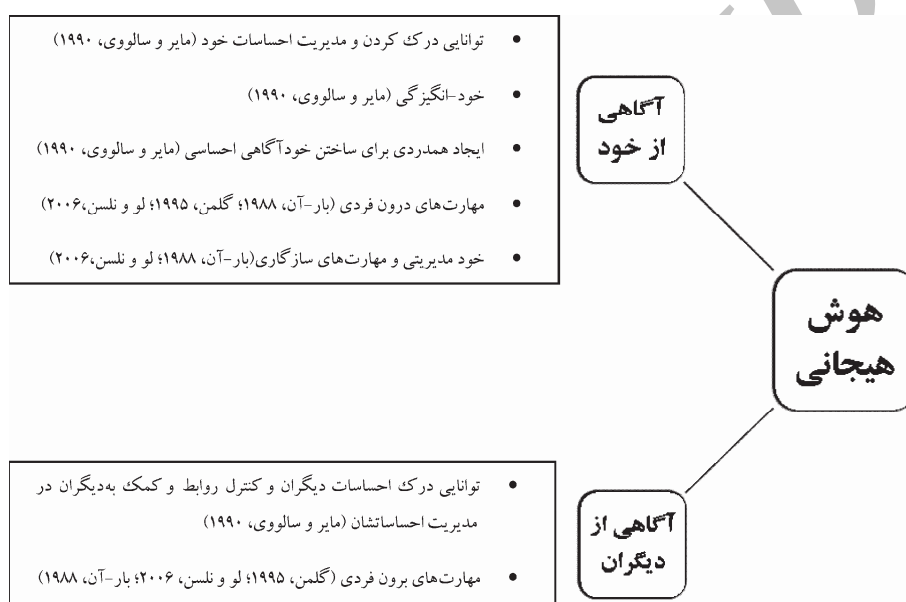 هوش
هیجانی
آگاهی
از خود
• توانایی درک کردن و مدیریت احساسات خود (مایر و سالووی، ۱۹۹۰)
• خود-انگیزگی (مایر و سالووی، ۱۹۹۰)
• ایجاد همدردی برای ساختن خودآگاهی احساسی (مایر و سالووی، ۱۹۹۰)
• مهارت‌های درون فردی (بار-آن، ۱۹۸۸؛ گلمن، ۱۹۹۵؛ لو و نلسن،۲۰۰۶)
• خود مدیریتی و مهارت‌های سازگاری(بار-آن، ۱۹۸۸؛ لو و نلسن،۲۰۰۶)
آگاهی از
دیگران
• توانایی درک احساسات دیگران و کنترل روابط و کمک به‌دیگران در
مدیریت احساساتشان (مایر و سالووی، ۱۹۹۰)
• مهارت‌های برون فردی (گلمن، ۱۹۹۵؛ لو و نلسن، ۲۰۰۶؛ بار-آن، ۱۹۸۸)